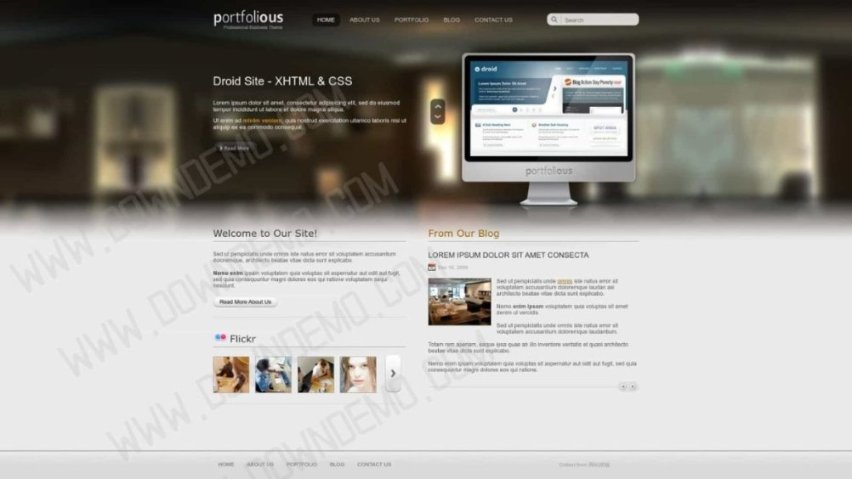 portfolious
Professional Business Theme
HOME ABOUT US PORTFOLIO BLOG CONTACT US
Search
Droid Site - XHTML & CSS
Lorem ipsum dolor sit amet, consectetur adipisicing elit, sed do eiusmod
tempor incididunt ut labore et dolore magna aliqua.
Ut enim ad minim veniam, quis nostrud exercitation ullamco laboris nisi ut
aliquip ex ea commodo consequat.
Read More
droid
Blog Action Day Poverty
portfolious
Welcome to Our Site!
Sed ut perspiciatis unde omnis iste natus error sit voluptatem accusantium
doloremque laudantium
architecto beatae vitae dicta sunt explicabo.
Nemo enim ipsam voluptatem quia voluptas sit aspernatur aut odit aut fugit,
sed quia consequuntur magni dolores eos qui ratione voluptatem sequi
nesciunt.
Read More About Us
Flickr
From Our Blog
LOREM IPSUM DOLOR SIT AMET CONSECTA
Sed ut perspiciatis unde omnis iste natus error sit
voluptatem accusantium doloremque laudan
architecto beatae vitae dicta sunt explicabo.
Nemo enim ipsam voluptatem quia voluptas sit amet
Sed ut perspiciatis unde omnis iste natus error sit
voluptatem accusantium doloremque
Totam rem aperiam, eaque ipsa quae ab illo inventore veritatis et quasi architecto
beatae vitae dicta sunt explicabo.
Nemo enim ipsam voluptatem quia voluptas sit aspernatur aut odit aut fugit, sed quia
consequuntur magni dolores
eos qui ratione.
HOME ABOUT US PORTFOLIO BLOG CONTACT US
WWW.DOWNDEMO.COM
WWW.DOWNDEMO.COM
WWW.DOWNDEMO.COM